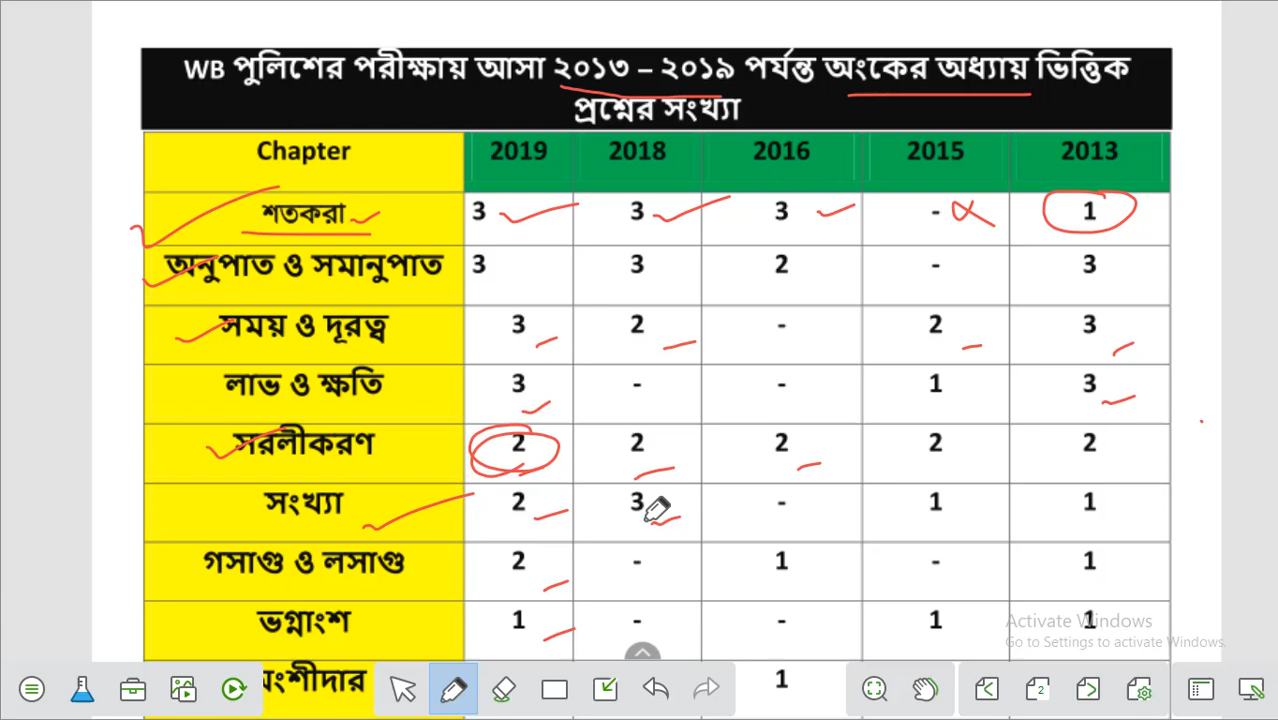 WB পুলিশের পরীক্ষায় আসা ২০১৩ – ২০১৯ পর্যন্ত অংকের অধ্যায় ভিত্তিক
প্রশ্নের সংখ্যা
Chapter 2019 2018 2016 2015 2013
শতকরা 3 3 3 - 1
অনুপাত ও সমানুপাত 3 3 2 - 3
সময় ও দূরত্ব 3 2 - 2 3
লাভ ও ক্ষতি 3 - - 1 3
সরলীকরণ 2 2 2 2 2
সংখ্যা 2 3 - 1 1
গসাগু ও লসাগু 2 - 1 - 1
ভগ্নাংশ 1 - - 1 1
Activate Windows
Go to Settings to activate Windows.
1
2